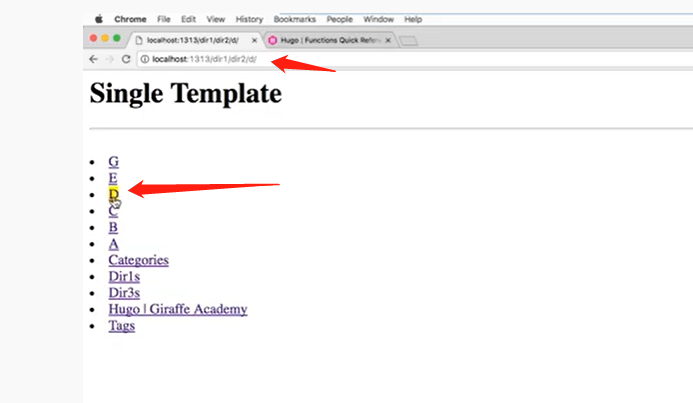 Chrome File Edit View History Bookmarks People Window Help
localhost:1313/dir1/dir2/d/ × Hugo | Functions Quick Refere ×
localhost:1313/dir1/dir2/d/
Single Template
G
E
D
C
B
A
Categories
Dir1s
Dir3s
Hugo | Giraffe Academy
Tags